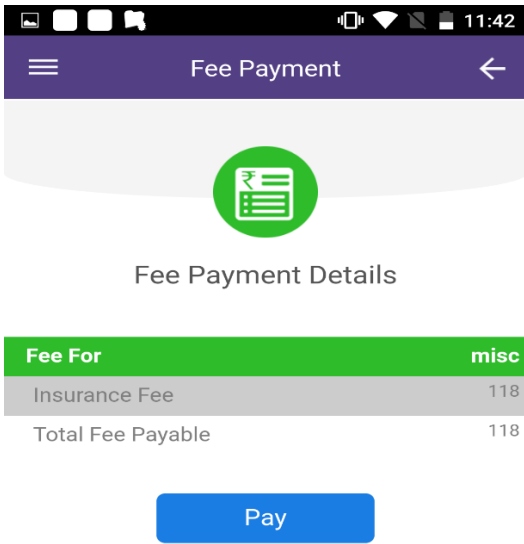 11:42
Fee Payment
₹
Fee Payment Details
Fee For misc
Insurance Fee 118
Total Fee Payable 118
Pay